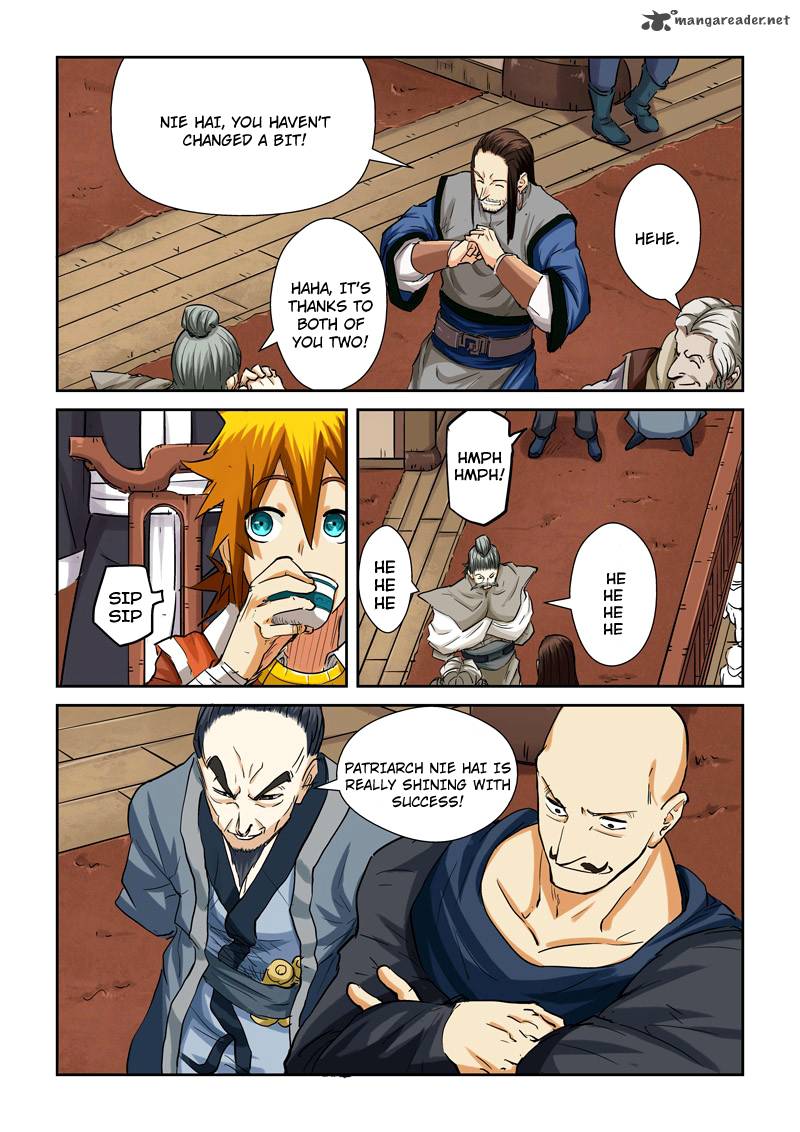 mangareader.net
NIE HAI, YOU HAVEN'T
CHANGED A BIT!
HEHE.
HAHA, IT'S
THANKS TO
BOTH OF
YOU TWO!
SIP
SIP
HMPH
HMPH!
HE
HE
HE
HE
HE
HE
HE
PATRIARCH NIE HAI IS
REALLY SHINING WITH
SUCCESS!